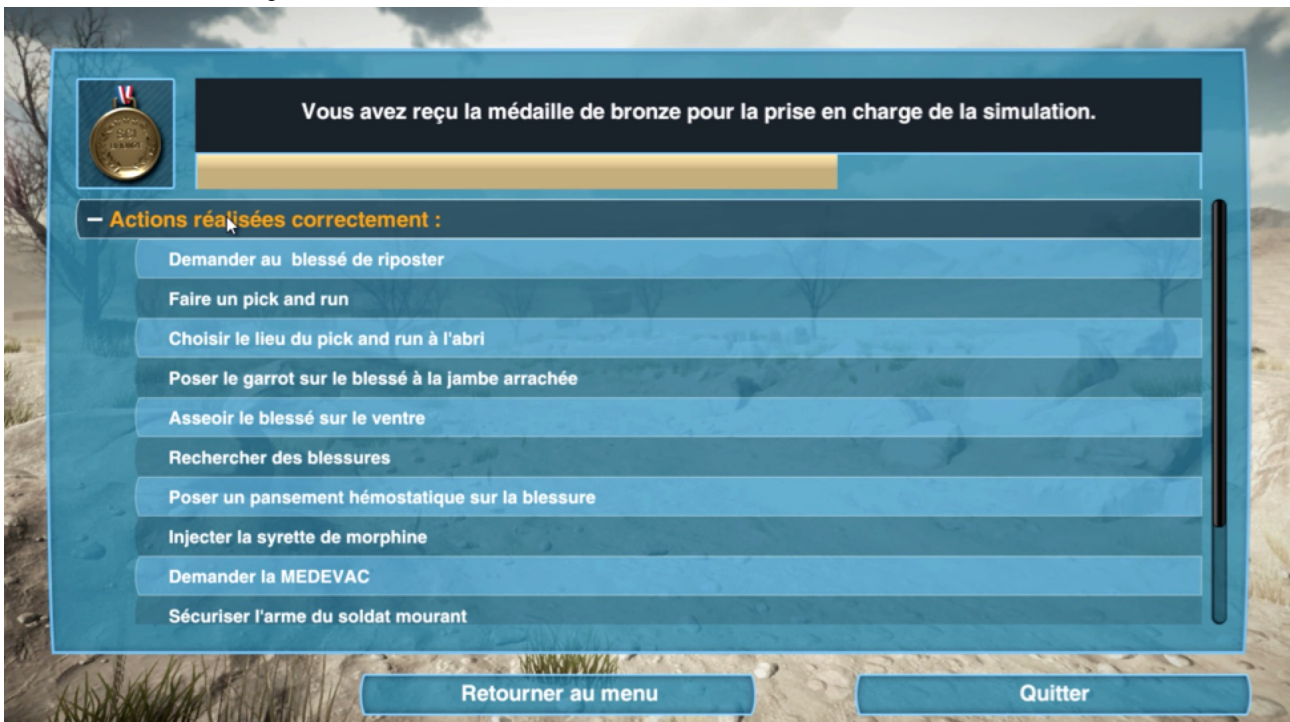 Vous avez reçu la médaille de bronze pour la prise en charge de la simulation.
– Actions réalisées correctement :
Demander au  blessé de riposter
Faire un pick and run
Choisir le lieu du pick and run à l'abri
Poser le garrot sur le blessé à la jambe arrachée
Asseoir le blessé sur le ventre
Rechercher des blessures
Poser un pansement hémostatique sur la blessure
Injecter la syrette de morphine
Demander la MEDEVAC
Sécuriser l'arme du soldat mourant
Retourner au menu
Quitter